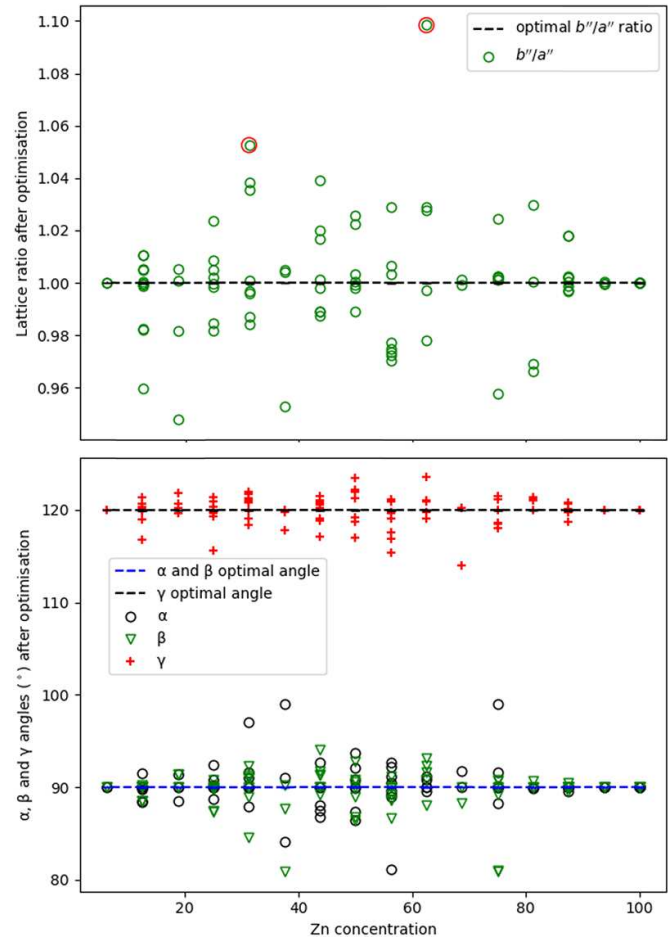 1.10
optimal b''/a'' ratio
b''/a''
1.08
1.06
1.04
1.02
1.00
0.98
0.96
Lattice ratio after optimisation
120
α and β optimal angle
γ optimal angle
α
β
γ
110
100
90
80
α, β and γ angles (°) after optimisation
20 40 60 80 100
Zn concentration